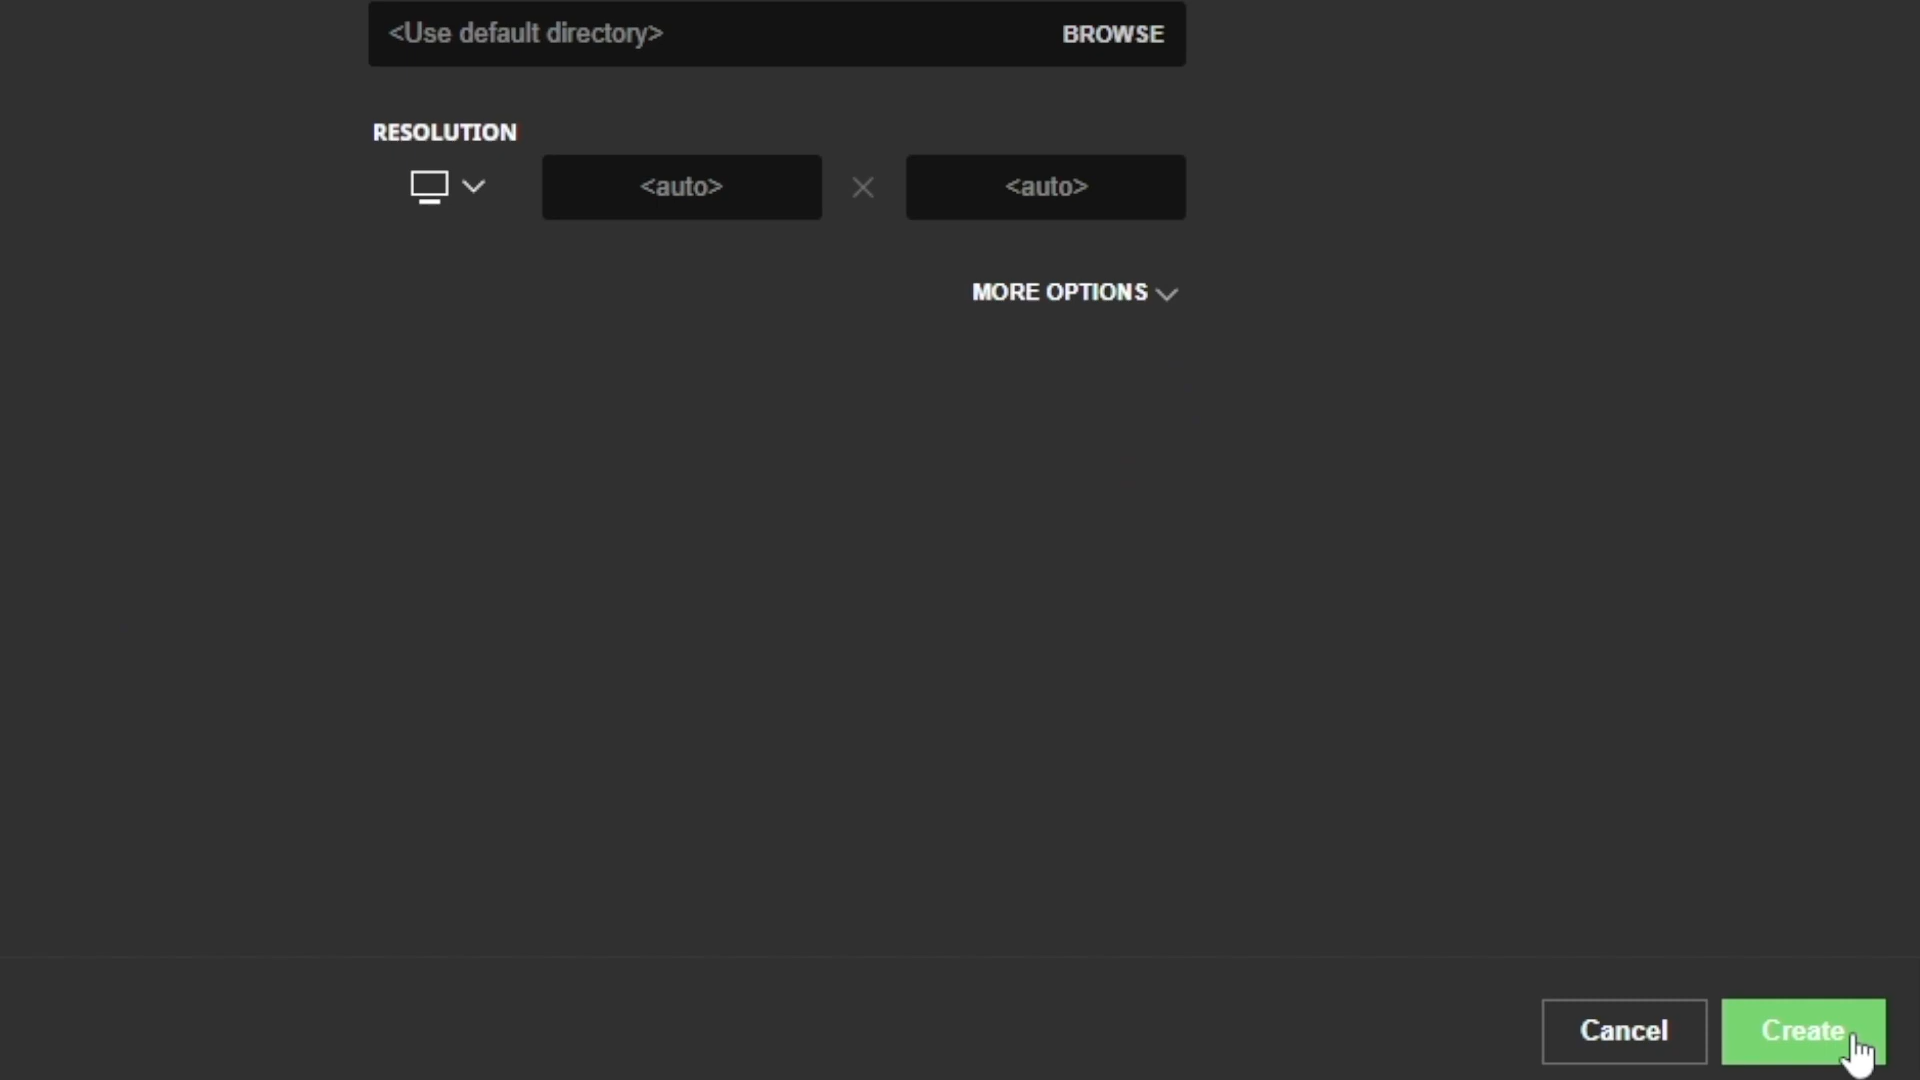 <Use default directory> BROWSE
RESOLUTION
<auto> <auto>
MORE OPTIONS
Cancel Create